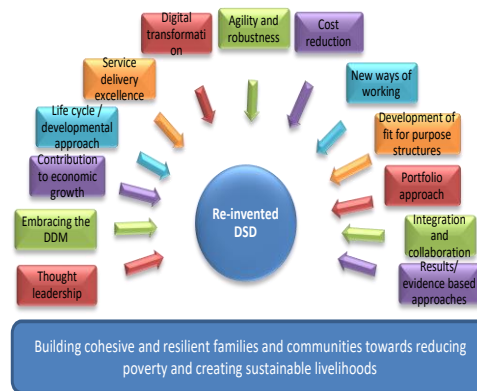 Digital
transformati
on
Agility and
robustness
Cost
reduction
Service
delivery
excellence
New ways of
working
Life cycle /
developmental
approach
Development of
fit for purpose
structures
Contribution
to economic
growth
Portfolio
approach
Embracing the
DDM
Integration
and
collaboration
Thought
leadership
Results/
evidence based
approaches
Re-invented
DSD
Building cohesive and resilient families and communities towards reducing
poverty and creating sustainable livelihoods